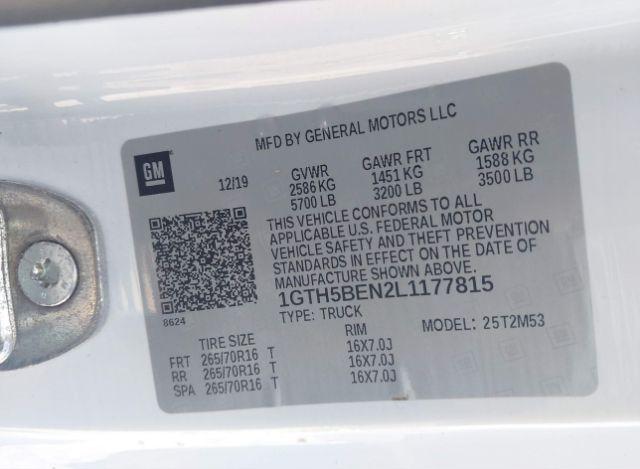 MFD BY GENERAL MOTORS LLC
GM
12/19
GVWR GAWR FRT GAWR RR
2586 KG 1451 KG 1588 KG
5700 LB 3200 LB 3500 LB
THIS VEHICLE CONFORMS TO ALL
APPLICABLE U.S. FEDERAL MOTOR
VEHICLE SAFETY AND THEFT PREVENTION
STANDARDS IN EFFECT ON THE DATE OF
MANUFACTURE SHOWN ABOVE.
1GTH5BEN2L1177815
8624
TYPE: TRUCK MODEL: 25T2M53
TIRE SIZE RIM
FRT 265/70R16 T 16X7.0J
RR 265/70R16 T 16X7.0J
SPA 265/70R16 T 16X7.0J